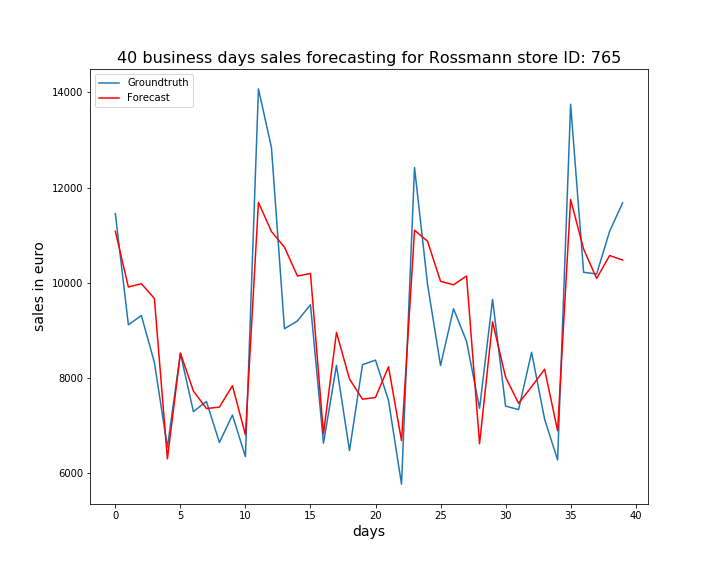 40 business days sales forecasting for Rossmann store ID: 765
Groundtruth
Forecast
14000
12000
10000
8000
6000
sales in euro
0 5 10 15 20 25 30 35 40
days